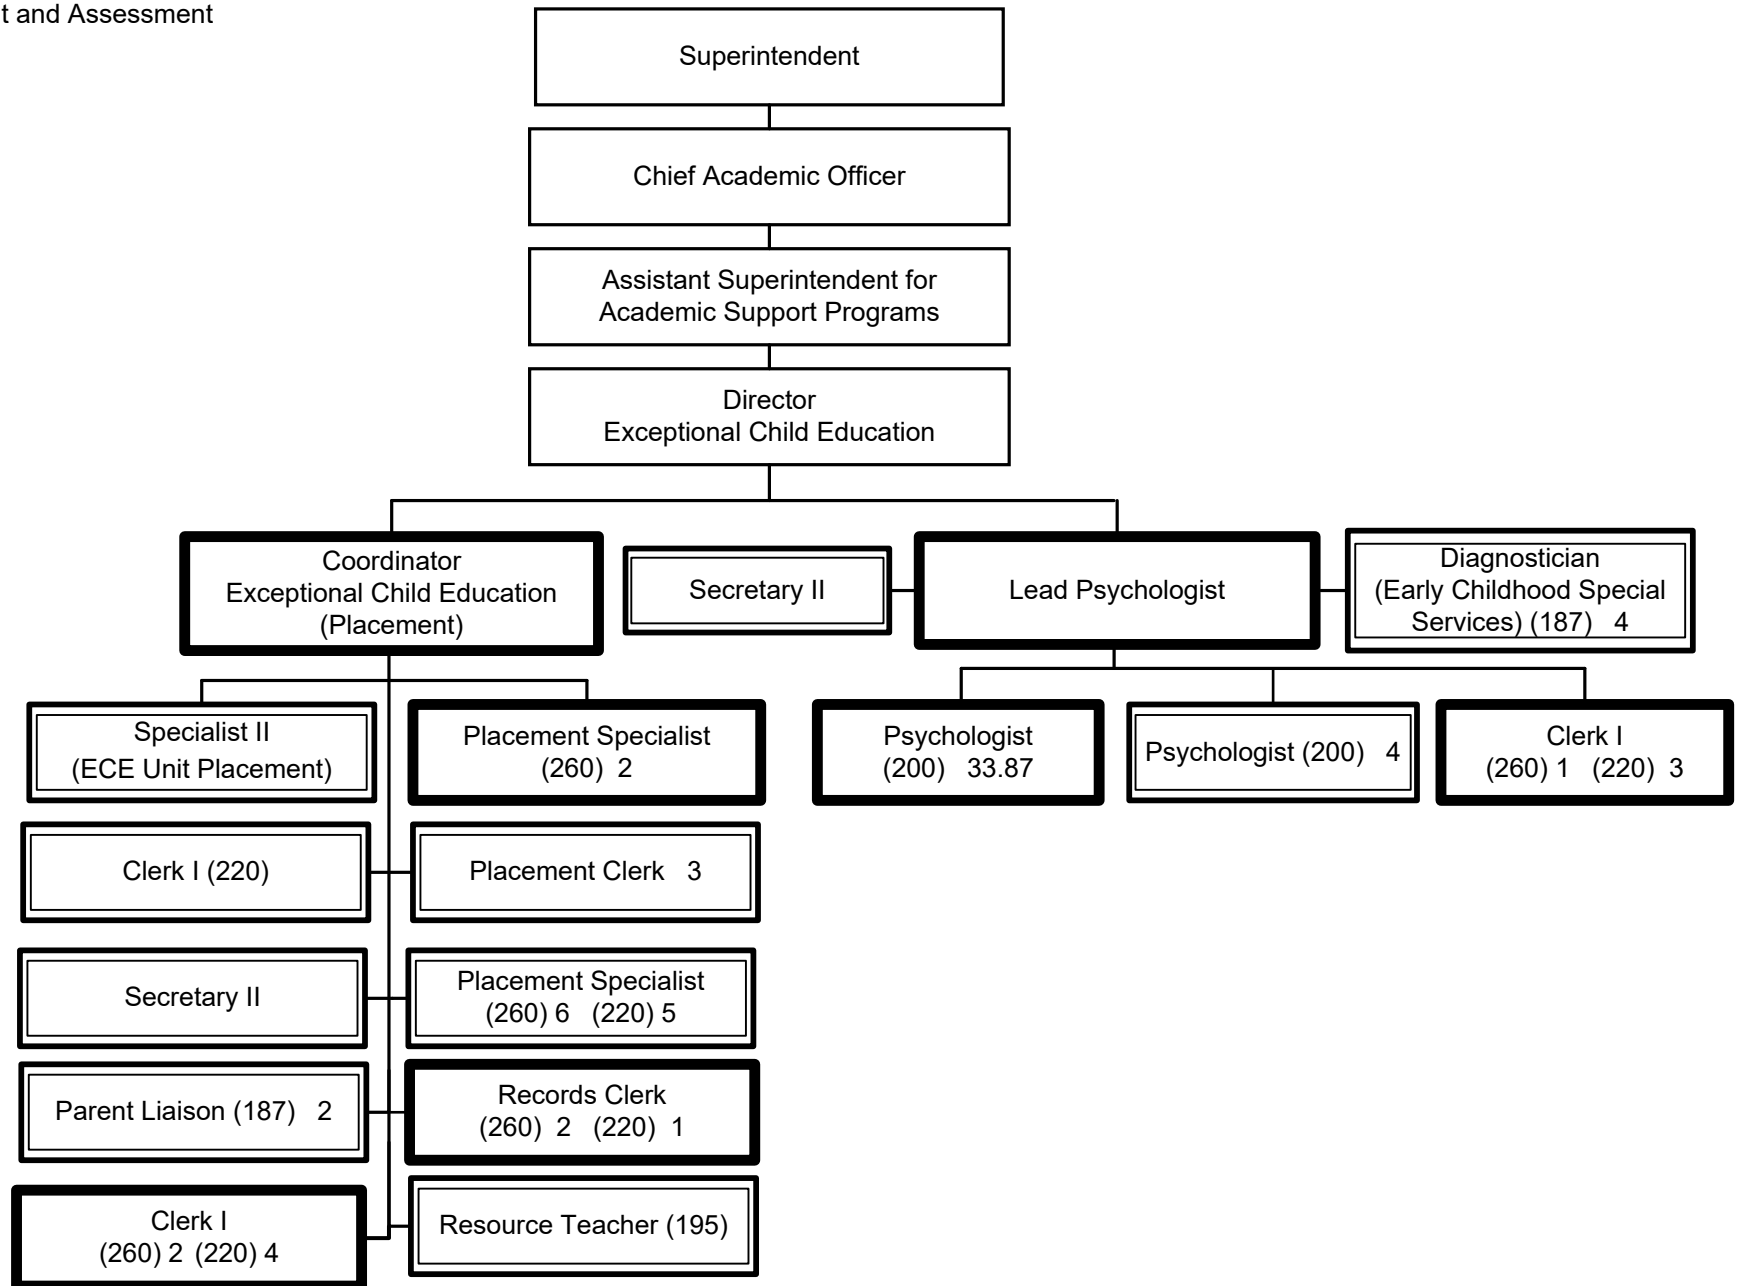 t and Assessment
Superintendent
Chief Academic Officer
Assistant Superintendent for
Academic Support Programs
Director
Exceptional Child Education
Coordinator
Exceptional Child Education
(Placement)
Secretary II
Lead Psychologist
Diagnostician
(Early Childhood Special
Services) (187) 4
Specialist II
(ECE Unit Placement)
Placement Specialist
(260) 2
Psychologist
(200) 33.87
Psychologist (200) 4
Clerk I
(260) 1 (220) 3
Clerk I (220)
Placement Clerk 3
Secretary II
Placement Specialist
(260) 6 (220) 5
Parent Liaison (187) 2
Records Clerk
(260) 2 (220) 1
Clerk I
(260) 2 (220) 4
Resource Teacher (195)